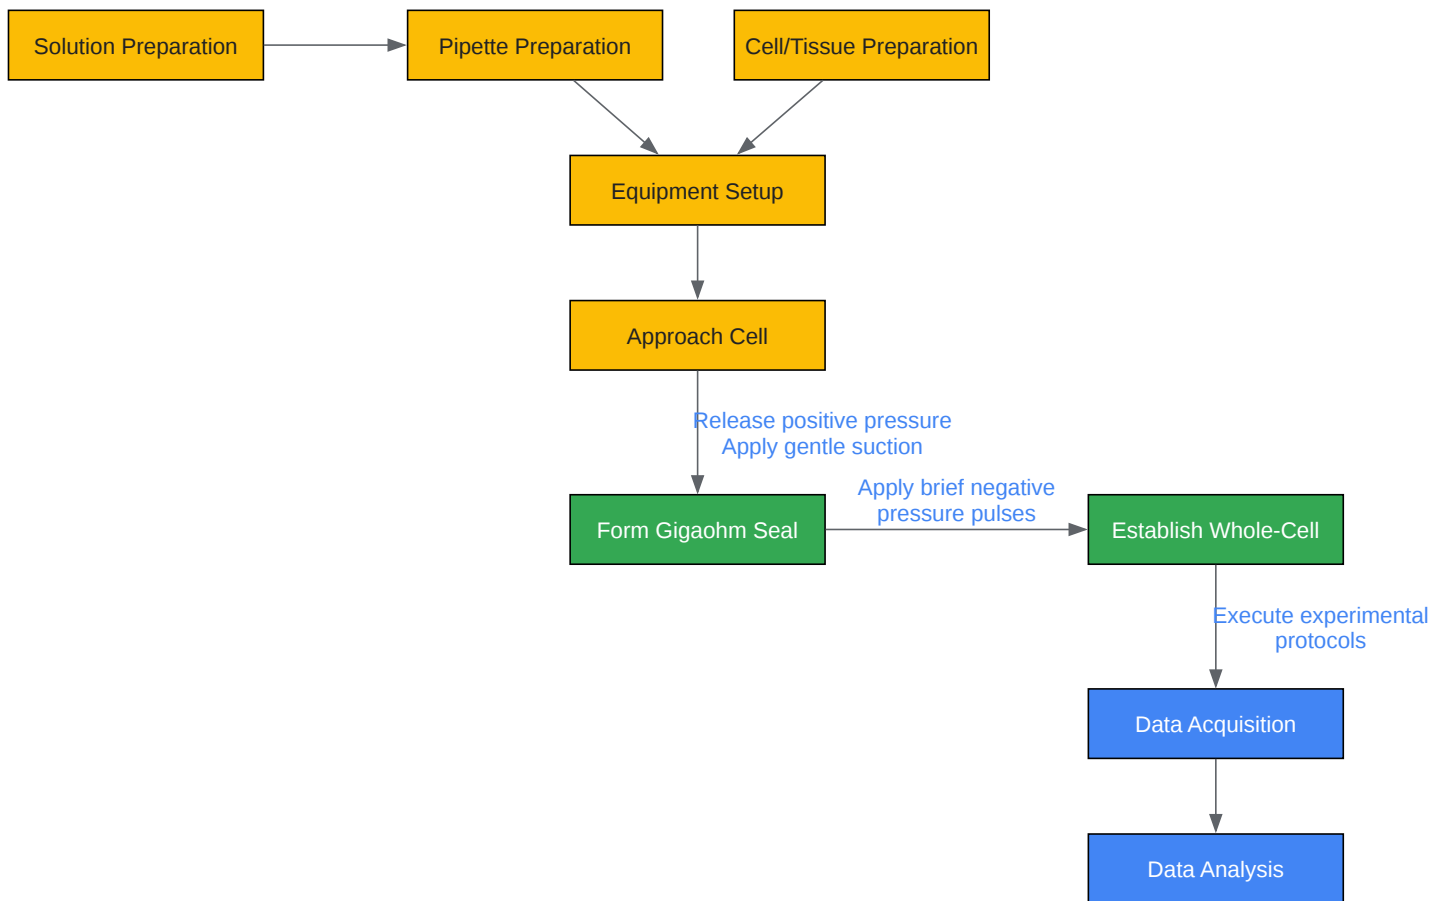 Solution Preparation
Pipette Preparation
Cell/Tissue Preparation
Equipment Setup
Approach Cell
Release positive pressure
Apply gentle suction
Form Gigaohm Seal
Apply brief negative
pressure pulses
Establish Whole-Cell
Execute experimental
protocols
Data Acquisition
Data Analysis